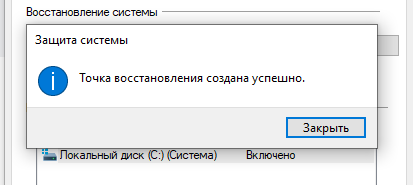 Восстановление системы
Защита системы
Точка восстановления создана успешно.
Закрыть
Локальный диск (C:) (Система) Включено